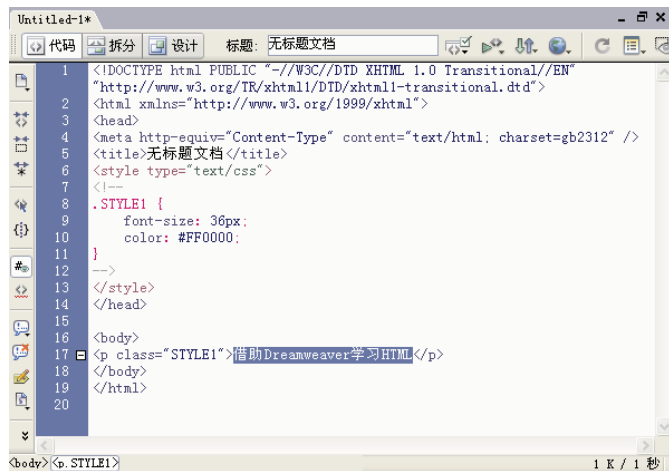 Untitled-1*
代码 拆分 设计 标题: 无标题文档
1 <!DOCTYPE html PUBLIC "-//W3C//DTD XHTML 1.0 Transitional//EN"
"http://www.w3.org/TR/xhtml1/DTD/xhtml1-transitional.dtd">
2 <html xmlns="http://www.w3.org/1999/xhtml">
3 <head>
4 <meta http-equiv="Content-Type" content="text/html; charset=gb2312" />
5 <title>无标题文档</title>
6 <style type="text/css">
7 <!--
8 .STYLE1 {
9 font-size: 36px;
10 color: #FF0000;
11 }
12 -->
13 </style>
14 </head>
15
16 <body>
17 <p class="STYLE1">借助Dreamweaver学习HTML</p>
18 </body>
19 </html>
20
<body> <p.STYLE1> 1 K / 1 秒